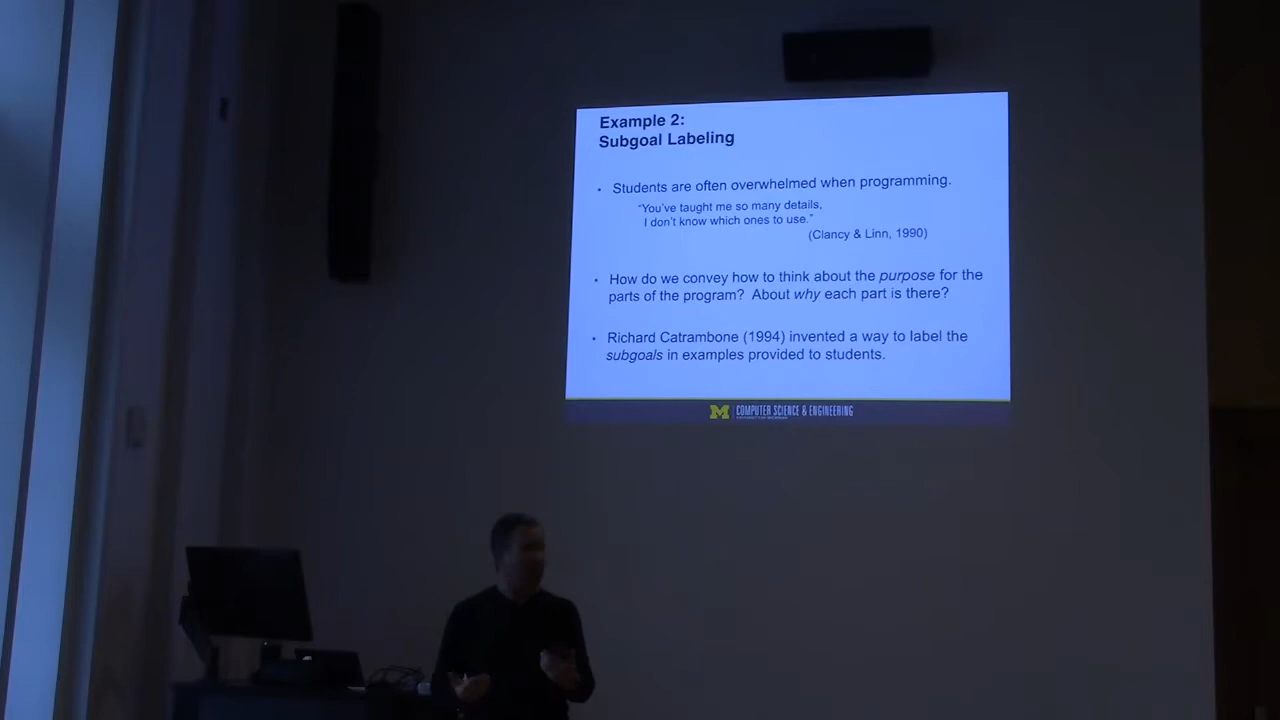 Example 2:
Subgoal Labeling
• Students are often overwhelmed when programming.
“You’ve taught me so many details,
I don’t know which ones to use.”
(Clancy & Linn, 1990)
• How do we convey how to think about the purpose for the
parts of the program? About why each part is there?
• Richard Catrambone (1994) invented a way to label the
subgoals in examples provided to students.
M COMPUTER SCIENCE & ENGINEERING